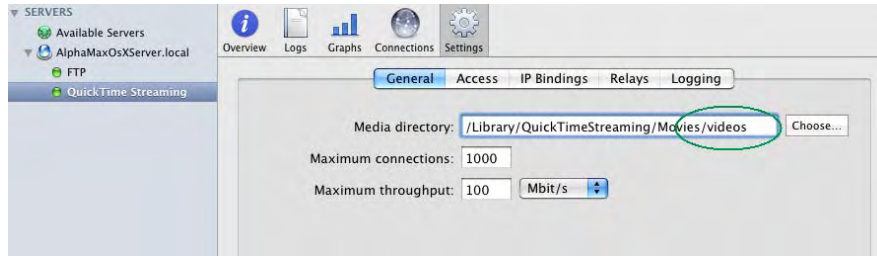 SERVERS
Available Servers
AlphaMaxOsXServer.local
FTP
QuickTime Streaming
Overview Logs Graphs Connections Settings
General Access IP Bindings Relays Logging
Media directory: /Library/QuickTimeStreaming/Movies/videos Choose...
Maximum connections: 1000
Maximum throughput: 100 Mbit/s